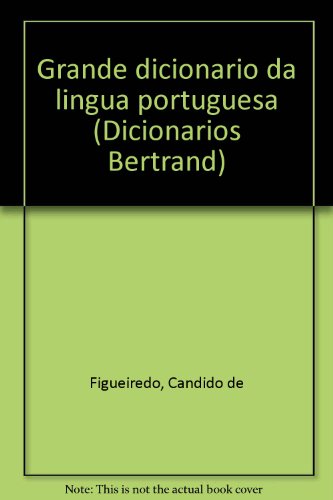 Grande dicionario da
lingua portuguesa
(Dicionarios
Bertrand)
Figueiredo, Candido de
Note: This is not the actual book cover